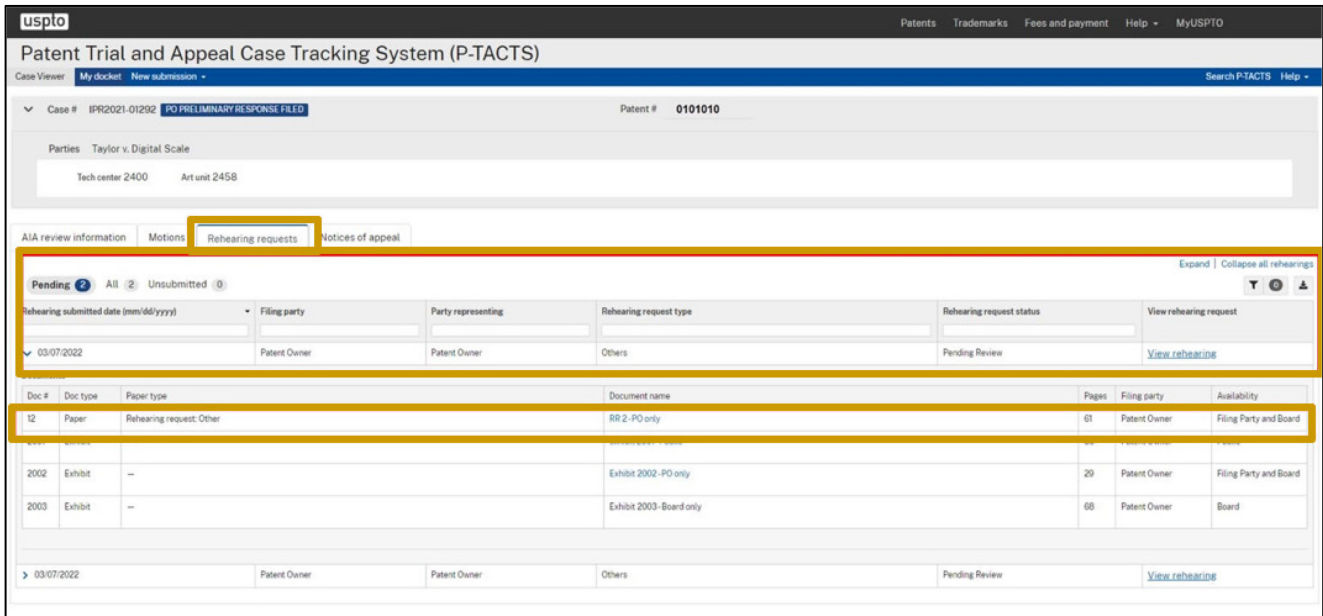 uspto Patents Trademarks Fees and payment Help MyUSPTO
Patent Trial and Appeal Case Tracking System (P-TACTS)
Case Viewer My docket New submission Search P-TACTS Help
Case # IPR2021-01292 PO PRELIMINARY RESPONSE FILED Patent # 0101010
Parties Taylor v. Digital Scale
Tech center 2400 Art unit 2458
AIA review information Motions Rehearing requests Notices of appeal
Expand | Collapse all rehearings
Pending 2 All 2 Unsubmitted 0 0
Rehearing submitted date (mm/dd/yyyy) Filing party Party representing Rehearing request type Rehearing request status View rehearing request
03/07/2022 Patent Owner Patent Owner Others Pending Review View rehearing
Doc # Doc type Paper type Document name Pages Filing party Availability
12 Paper Rehearing request: Other RR 2-PO only 61 Patent Owner Filing Party and Board
2002 Exhibit — Exhibit 2002-PO only 29 Patent Owner Filing Party and Board
2003 Exhibit — Exhibit 2003-Board only 68 Patent Owner Board
03/07/2022 Patent Owner Patent Owner Others Pending Review View rehearing